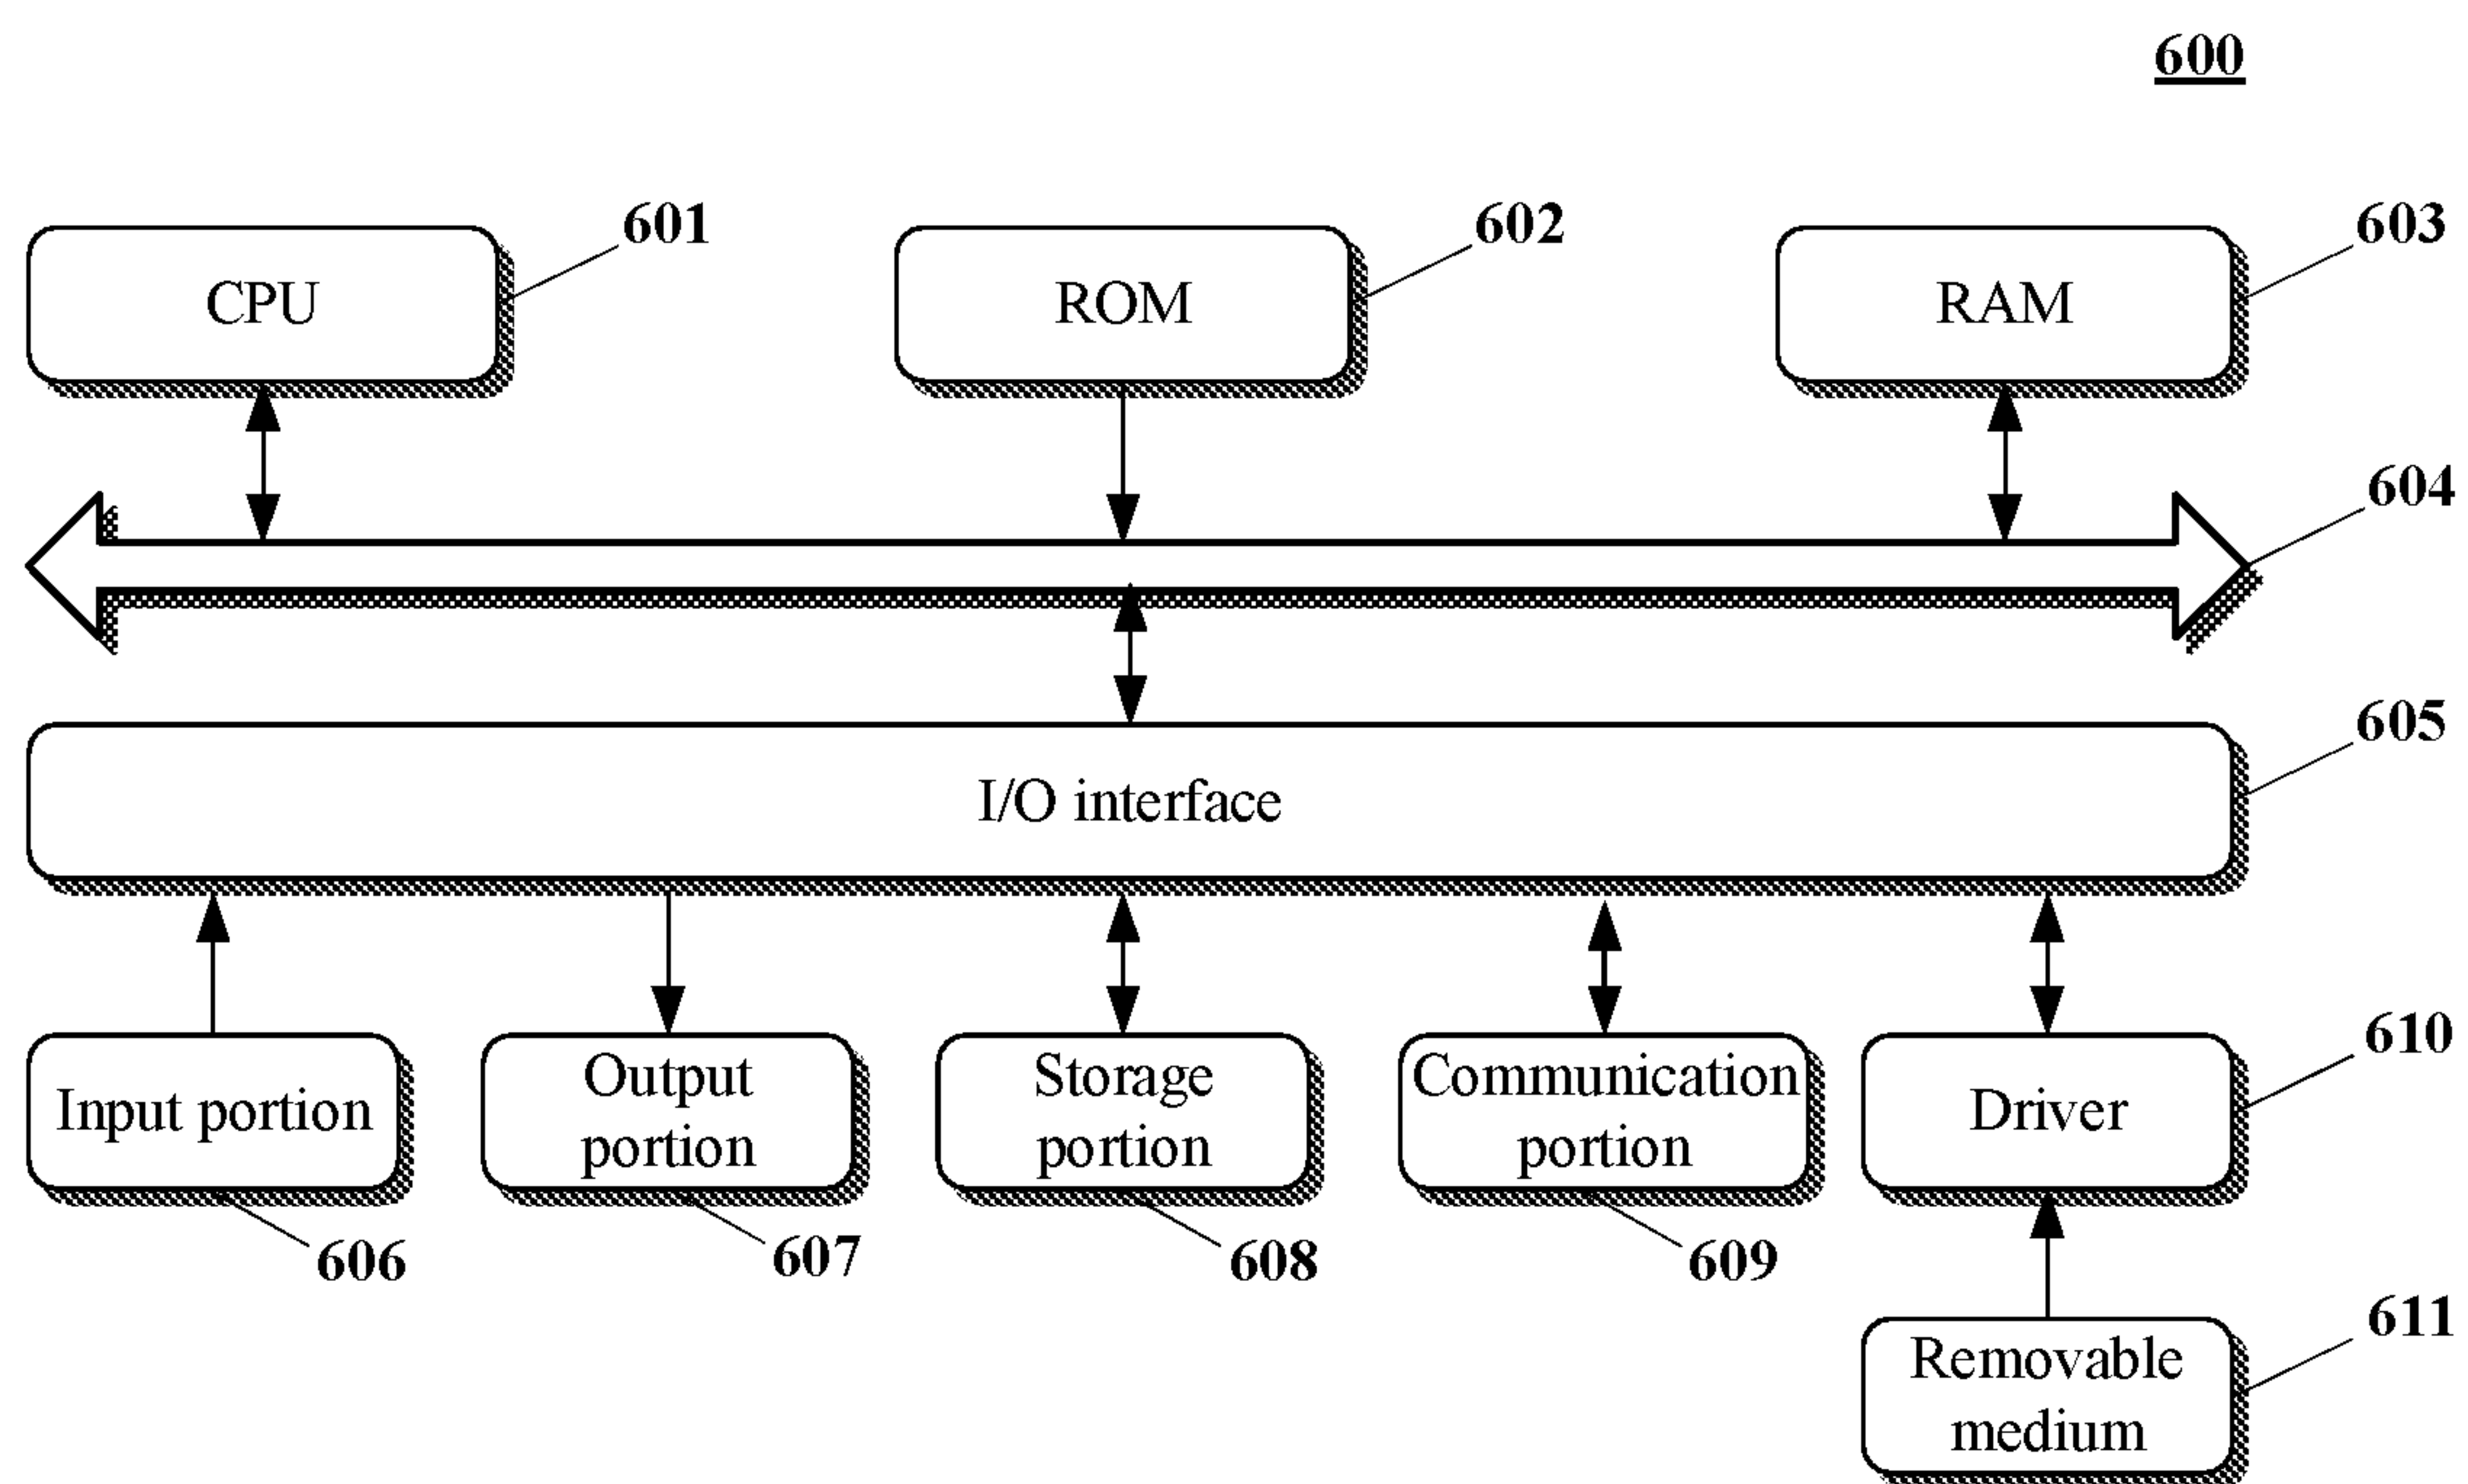 600
601
602
603
CPU
ROM
RAM
604
605
I/O interface
610
Input portion
Output
portion
Storage
portion
Communication
portion
Driver
606
607
608
609
611
Removable
medium